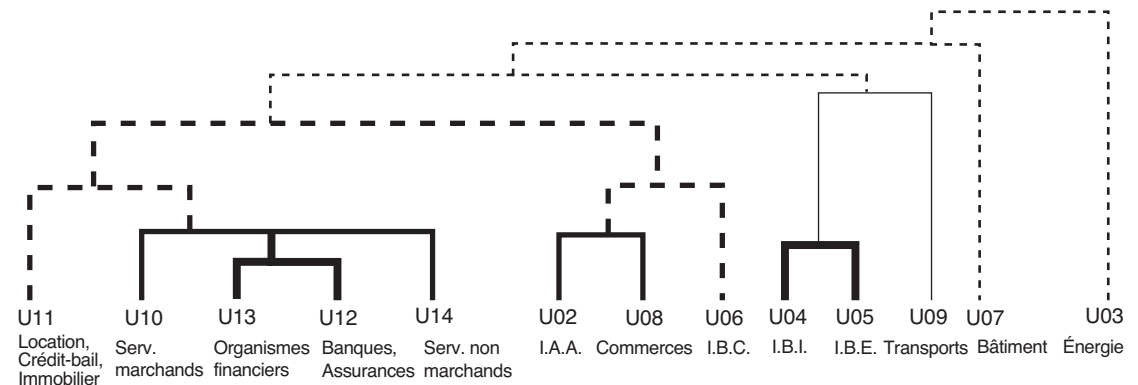 U11 U10 U13 U12 U14 U02 U08 U06 U04 U05 U09 U07 U03
Location,
Crédit-bail,
Immobilier
Serv.
marchands
Organismes
financiers
Banques,
Assurances
Serv. non
marchands
I.A.A.
Commerces
I.B.C.
I.B.I.
I.B.E.
Transports
Bâtiment
Énergie